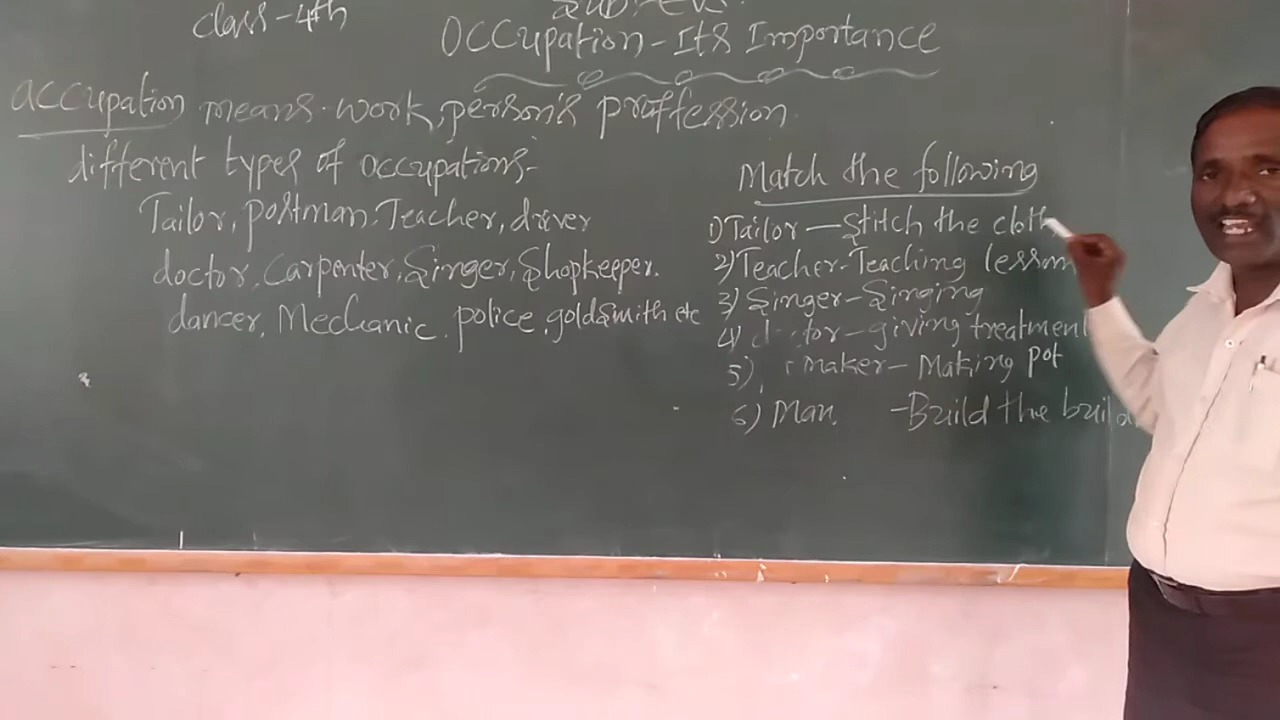 class-4th
OCCupation-Its Importance
accupation means. work, person's proffession
different types of occupations-
Tailor, postman, Teacher, driver
doctor, Carpenter, Singer, Shopkeeper.
dancer, Mechanic, police, goldsmith etc
Match the following
1) Tailor - Stitch the cloth
2) Teacher - Teaching lesson
3) Singer - Singing
4) - giving treatment
5) maker - Making pot
6) Man. - Build the build